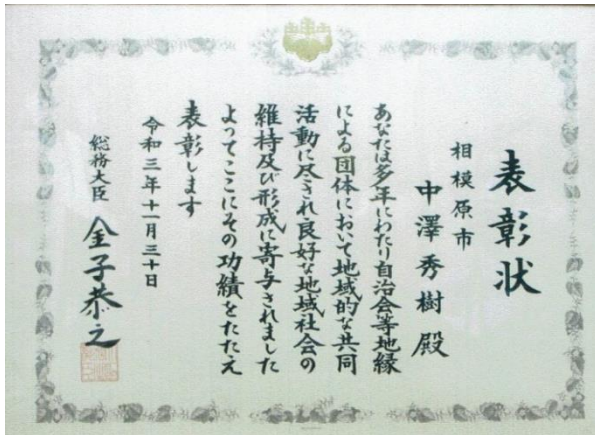 表彰状
相模原市
中澤秀樹殿
あなたは多年にわたり自治会等地縁
による団体において地域的な共同
活動に尽され良好な地域社会の
維持及び形成に寄与されました
よってここにその功績をたたえ
表彰します
令和三年十一月三十日
総務大臣 金子恭之